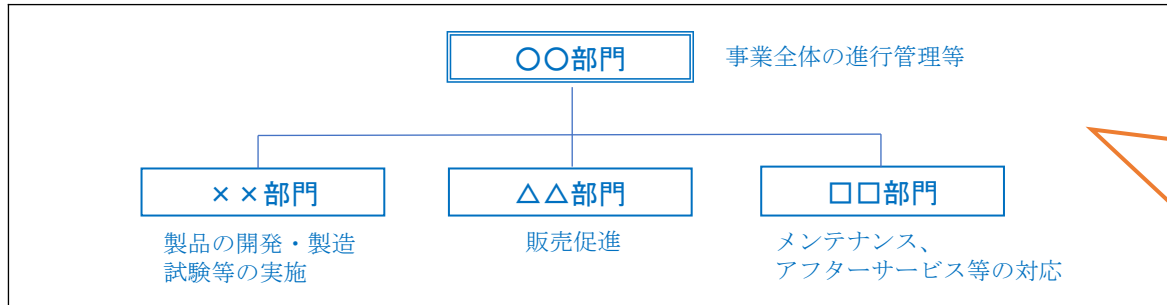 〇〇部門
事業全体の進行管理等
××部門
△△部門
□□部門
製品の開発・製造
試験等の実施
販売促進
メンテナンス、
アフターサービス等の対応